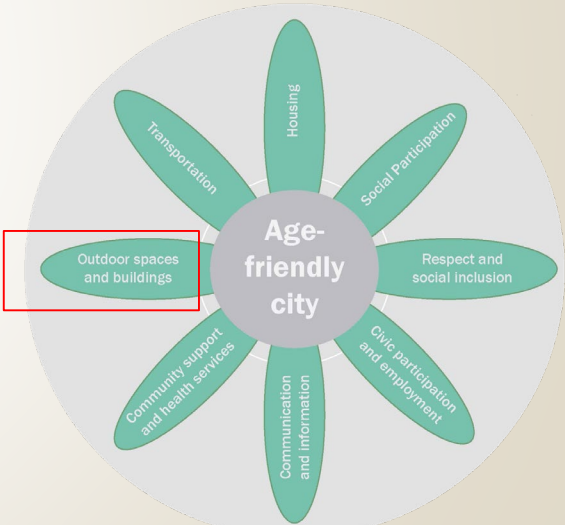 Housing
Social Participation
Respect and
social inclusion
Civic participation
and employment
Communication
and information
Community support
and health services
Outdoor spaces
and buildings
Transportation
Age-
friendly
city